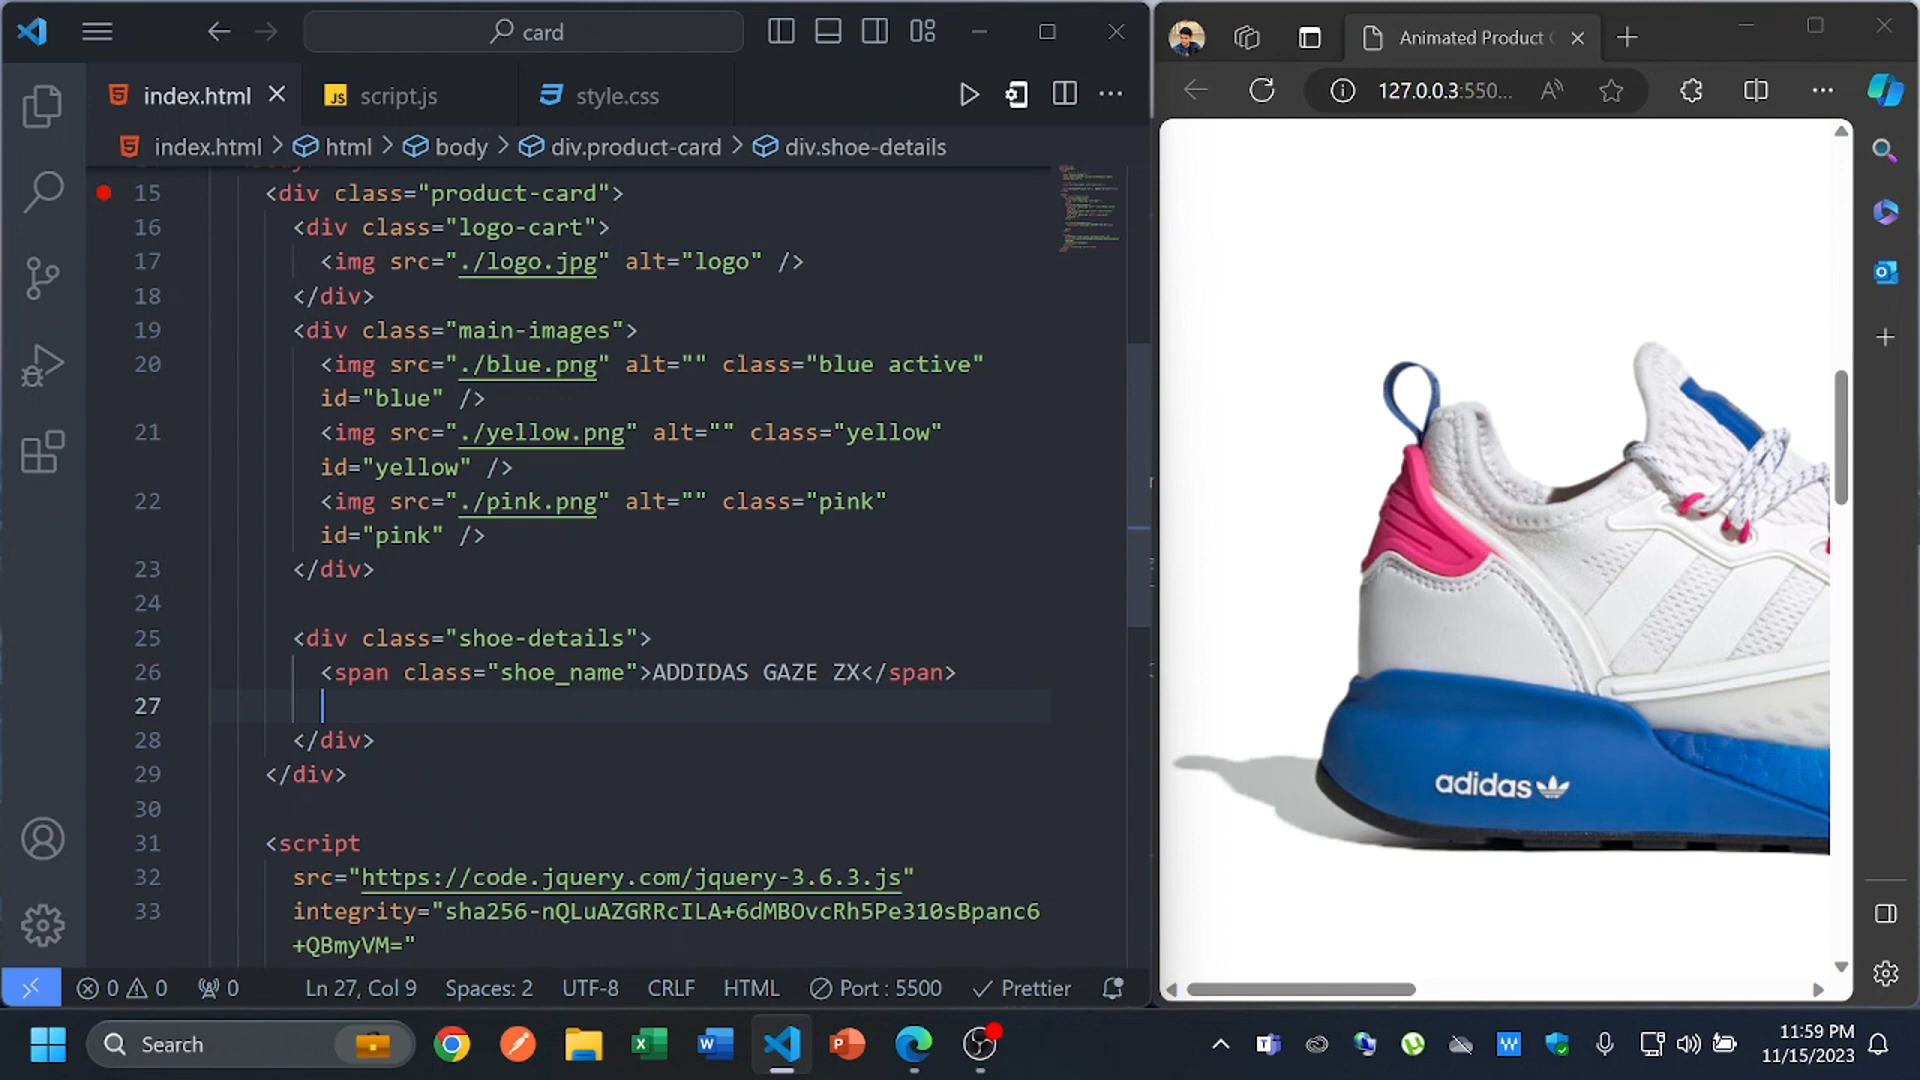 card
index.html
script.js
style.css
index.html > html > body > div.product-card > div.shoe-details
15 <div class="product-card">
16 <div class="logo-cart">
17 <img src="./logo.jpg" alt="logo" />
18 </div>
19 <div class="main-images">
20 <img src="./blue.png" alt="" class="blue active"
id="blue" />
21 <img src="./yellow.png" alt="" class="yellow"
id="yellow" />
22 <img src="./pink.png" alt="" class="pink"
id="pink" />
23 </div>
24
25 <div class="shoe-details">
26 <span class="shoe_name">ADDIDAS GAZE ZX</span>
27
28 </div>
29 </div>
30
31 <script
32 src="https://code.jquery.com/jquery-3.6.3.js"
33 integrity="sha256-nQLuAZGRRcILA+6dMBOvcRh5Pe310sBpanc6
+QBmyVM="
0 0 0 Ln 27, Col 9 Spaces: 2 UTF-8 CRLF HTML Port : 5500 Prettier
Animated Product
127.0.0.3:550...
adidas
Search
11:59 PM
11/15/2023